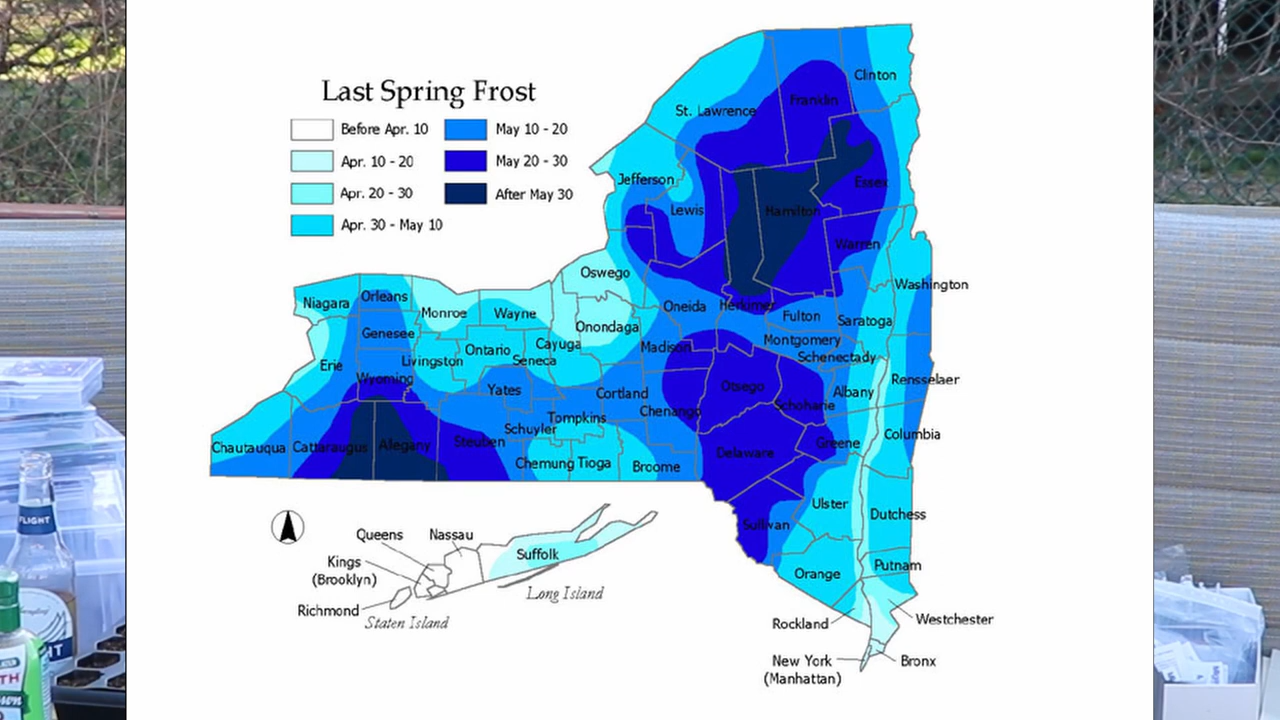 Last Spring Frost
Before Apr. 10
Apr. 10 - 20
Apr. 20 - 30
Apr. 30 - May 10
May 10 - 20
May 20 - 30
After May 30
Clinton
Franklin
St. Lawrence
Jefferson
Essex
Lewis
Hamilton
Warren
Oswego
Washington
Niagara
Orleans
Monroe
Wayne
Oneida
Herkimer
Fulton
Saratoga
Genesee
Onondaga
Cayuga
Madison
Montgomery
Schenectady
Erie
Livingston
Ontario
Seneca
Wyoming
Yates
Cortland
Otsego
Albany
Rensselaer
Chenango
Schoharie
Tompkins
Schuyler
Chautauqua
Cattaraugus
Allegany
Steuben
Greene
Columbia
Delaware
Chemung
Tioga
Broome
Ulster
Dutchess
Sullivan
Queens
Nassau
Suffolk
Kings
(Brooklyn)
Orange
Putnam
Richmond
Long Island
Staten Island
Rockland
Westchester
New York
(Manhattan)
Bronx
FLIGHT